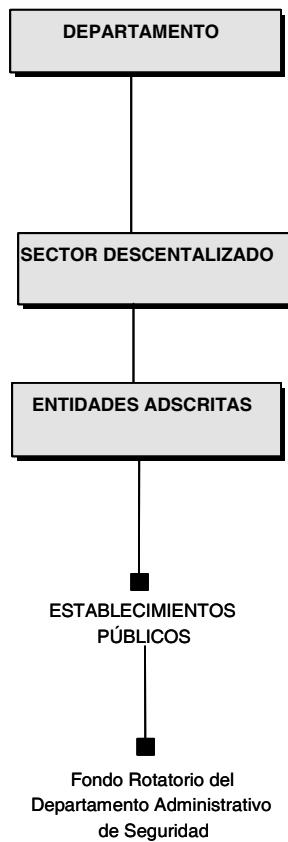 DEPARTAMENTO
SECTOR DESCENTALIZADO
ENTIDADES ADSCRITAS
ESTABLECIMIENTOS
PÚBLICOS
Fondo Rotatorio del
Departamento Administrativo
de Seguridad